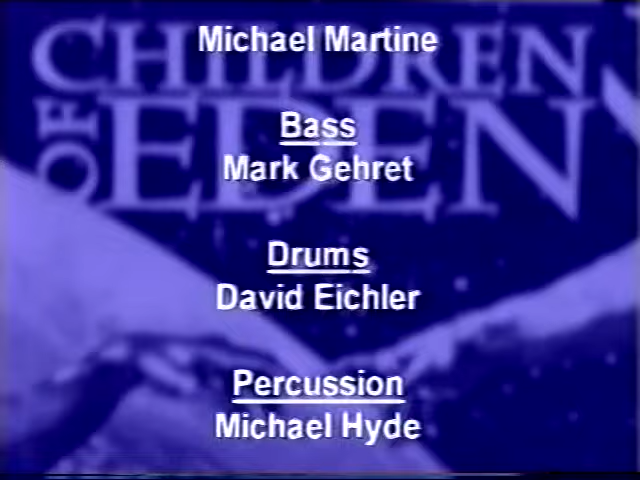 CHILDREN
OF EDEN
Michael Martine
Bass
Mark Gehret
Drums
David Eichler
Percussion
Michael Hyde